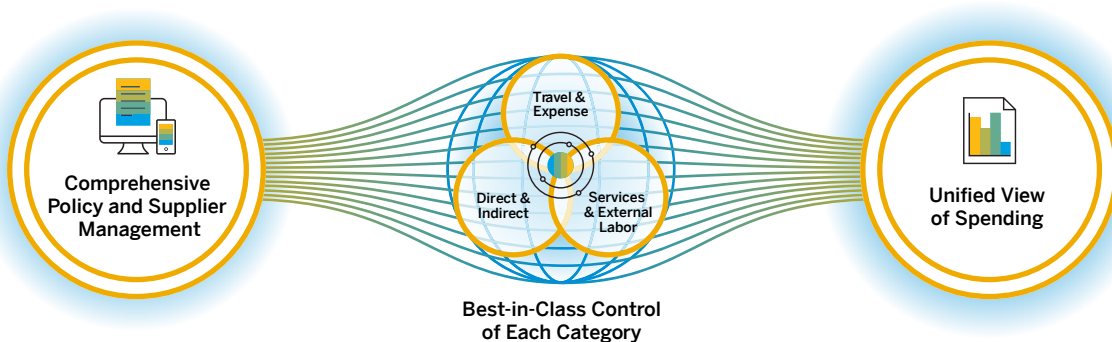 Comprehensive
Policy and Supplier
Management
Travel &
Expense
Direct &
Indirect
Services
& External
Labor
Best-in-Class Control
of Each Category
Unified View
of Spending